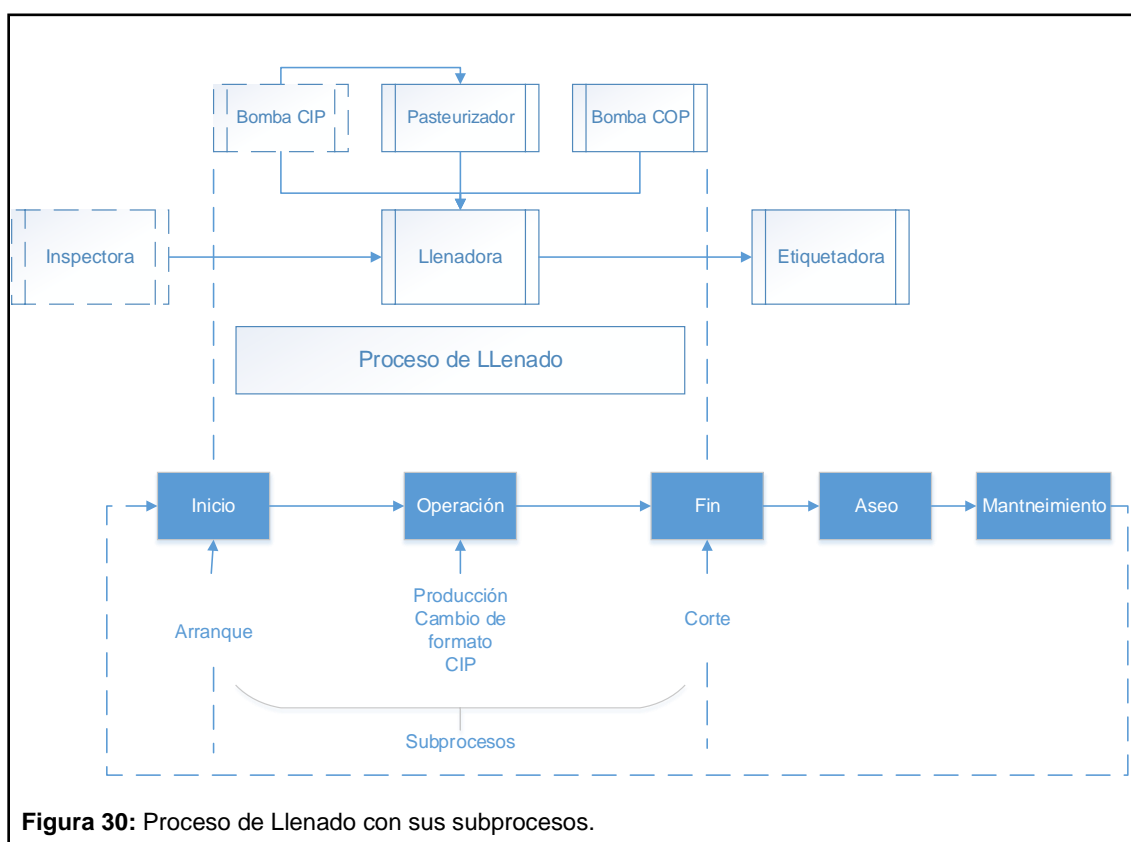 Bomba CIP
Pasteurizador
Bomba COP
Inspectora
Llenadora
Etiquetadora
Proceso de LLenado
Inicio
Operación
Fin
Aseo
Mantneimiento
Arranque
Producción
Cambio de
formato
CIP
Corte
Subprocesos
Figura 30: Proceso de Llenado con sus subprocesos.